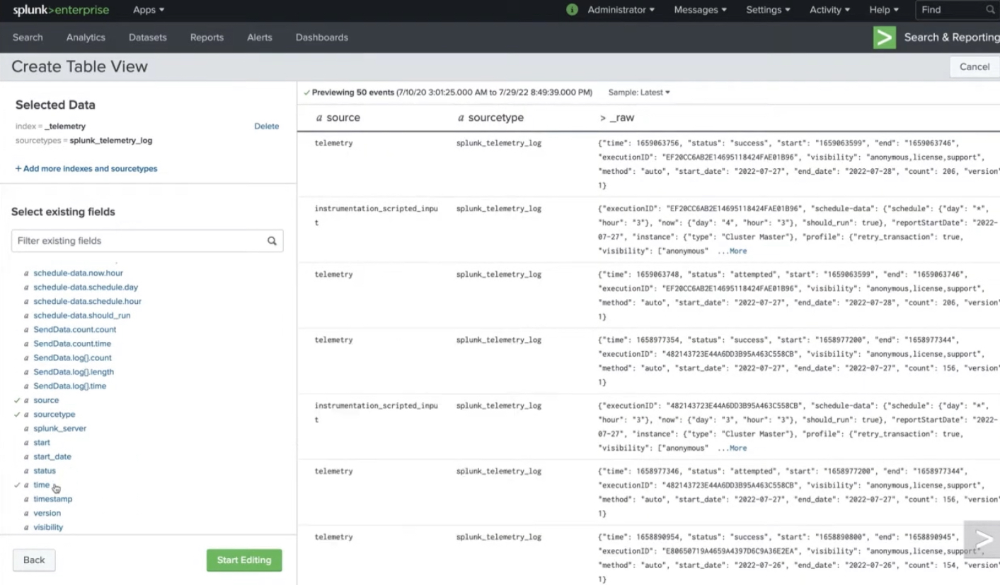 splunk>enterprise Apps Administrator Messages Settings Activity Help Find
Search Analytics Datasets Reports Alerts Dashboards Search & Reporting
Create Table View Cancel
Selected Data
index = _telemetry Delete
sourcetypes = splunk_telemetry_log
+ Add more indexes and sourcetypes
Select existing fields
Filter existing fields
a schedule-data.now.hour
a schedule-data.schedule.day
a schedule-data.schedule.hour
a schedule-data.should_run
a SendData.count.count
a SendData.count.time
a SendData.log{}.count
a SendData.log{}.length
a SendData.log{}.time
✓ a source
✓ a sourcetype
a splunk_server
a start
a start_date
a status
✓ a time
a timestamp
a version
a visibility
Back Start Editing
✓ Previewing 50 events (7/10/20 3:01:25.000 AM to 7/29/22 8:49:39.000 PM) Sample: Latest
a source a sourcetype > _raw
telemetry splunk_telemetry_log {"time": 1659063756, "status": "success", "start": "1659063599", "end": "1659063746",
"executionID": "EF20CC6AB2E14695118424FAE01B96", "visibility": "anonymous,license,support",
"method": "auto", "start_date": "2022-07-27", "end_date": "2022-07-28", "count": 206, "version"
1}
instrumentation_scripted_inpu splunk_telemetry_log {"executionID": "EF20CC6AB2E14695118424FAE01B96", "schedule-data": {"schedule": {"day": "*",
t "hour": "3"}, "now": {"day": "4", "hour": "3"}, "should_run": true}, "reportStartDate": "2022-
07-27", "instance": {"type": "Cluster Master"}, "profile": {"retry_transaction": true,
"visibility": ["anonymous" ...More
telemetry splunk_telemetry_log {"time": 1659063748, "status": "attempted", "start": "1659063599", "end": "1659063746",
"executionID": "EF20CC6AB2E14695118424FAE01B96", "visibility": "anonymous,license,support",
"method": "auto", "start_date": "2022-07-27", "end_date": "2022-07-28", "count": 206, "version"
1}
telemetry splunk_telemetry_log {"time": 1658977354, "status": "success", "start": "1658977200", "end": "1658977344",
"executionID": "482143723E44A6DD3B95A463C558CB", "visibility": "anonymous,license,support",
"method": "auto", "start_date": "2022-07-27", "end_date": "2022-07-27", "count": 156, "version"
1}
instrumentation_scripted_inpu splunk_telemetry_log {"executionID": "482143723E44A6DD3B95A463C558CB", "schedule-data": {"schedule": {"day": "*",
t "hour": "3"}, "now": {"day": "3", "hour": "3"}, "should_run": true}, "reportStartDate": "2022-
07-27", "instance": {"type": "Cluster Master"}, "profile": {"retry_transaction": true,
"visibility": ["anonymous" ...More
telemetry splunk_telemetry_log {"time": 1658977346, "status": "attempted", "start": "1658977200", "end": "1658977344",
"executionID": "482143723E44A6DD3B95A463C558CB", "visibility": "anonymous,license,support",
"method": "auto", "start_date": "2022-07-27", "end_date": "2022-07-27", "count": 156, "version"
1}
telemetry splunk_telemetry_log {"time": 1658890954, "status": "success", "start": "1658890800", "end": "1658890945",
"executionID": "E80650719A4659A4397D6C9A36E2EA", "visibility": "anonymous,license,support",
"method": "auto", "start_date": "2022-07-26", "end_date": "2022-07-26", "count": 154, "version"
1}